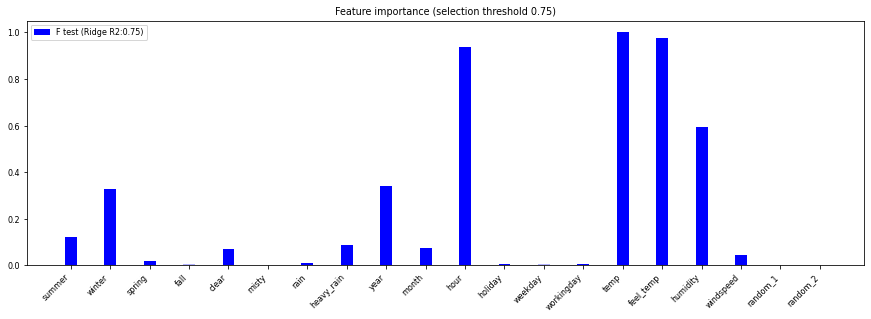 Feature importance (selection threshold 0.75)
F test (Ridge R2:0.75)
1.0
0.8
0.6
0.4
0.2
0.0
summer
winter
spring
fall
clear
misty
rain
heavy_rain
year
month
hour
holiday
weekday
workingday
temp
feel_temp
humidity
windspeed
random_1
random_2